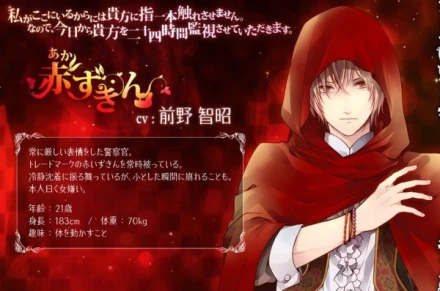 私がここにいるからには貴方に指一本触れさせません。
なので、今日から貴方を二十四時間監視させていただきます。
あか
赤ずきん
cv : 前野 智昭
常に厳しい表情をした警察官。
トレードマークの赤いずきんを常時被っている。
冷静沈着に振る舞っているが、小とした瞬間に崩れることも。
本人曰く女嫌い。
年齢 : 21歳
身長 : 183cm / 体重 : 70kg
趣味 : 体を動かすこと